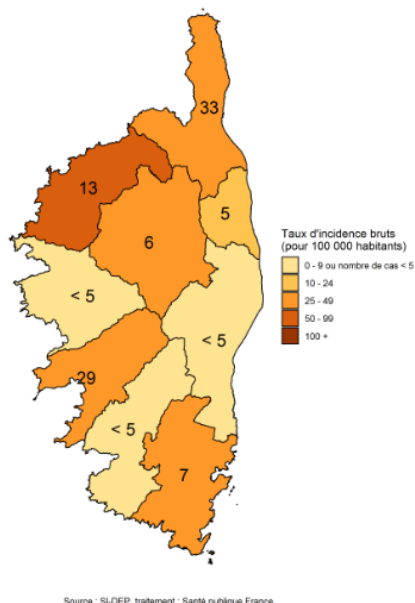 33
13
5
6
< 5
< 5
29
< 5
7
Taux d'incidence bruts
(pour 100 000 habitants)
0 - 9 ou nombre de cas < 5
10 - 24
25 - 49
50 - 99
100 +
Source : SI-DEP, traitement : Santé publique France